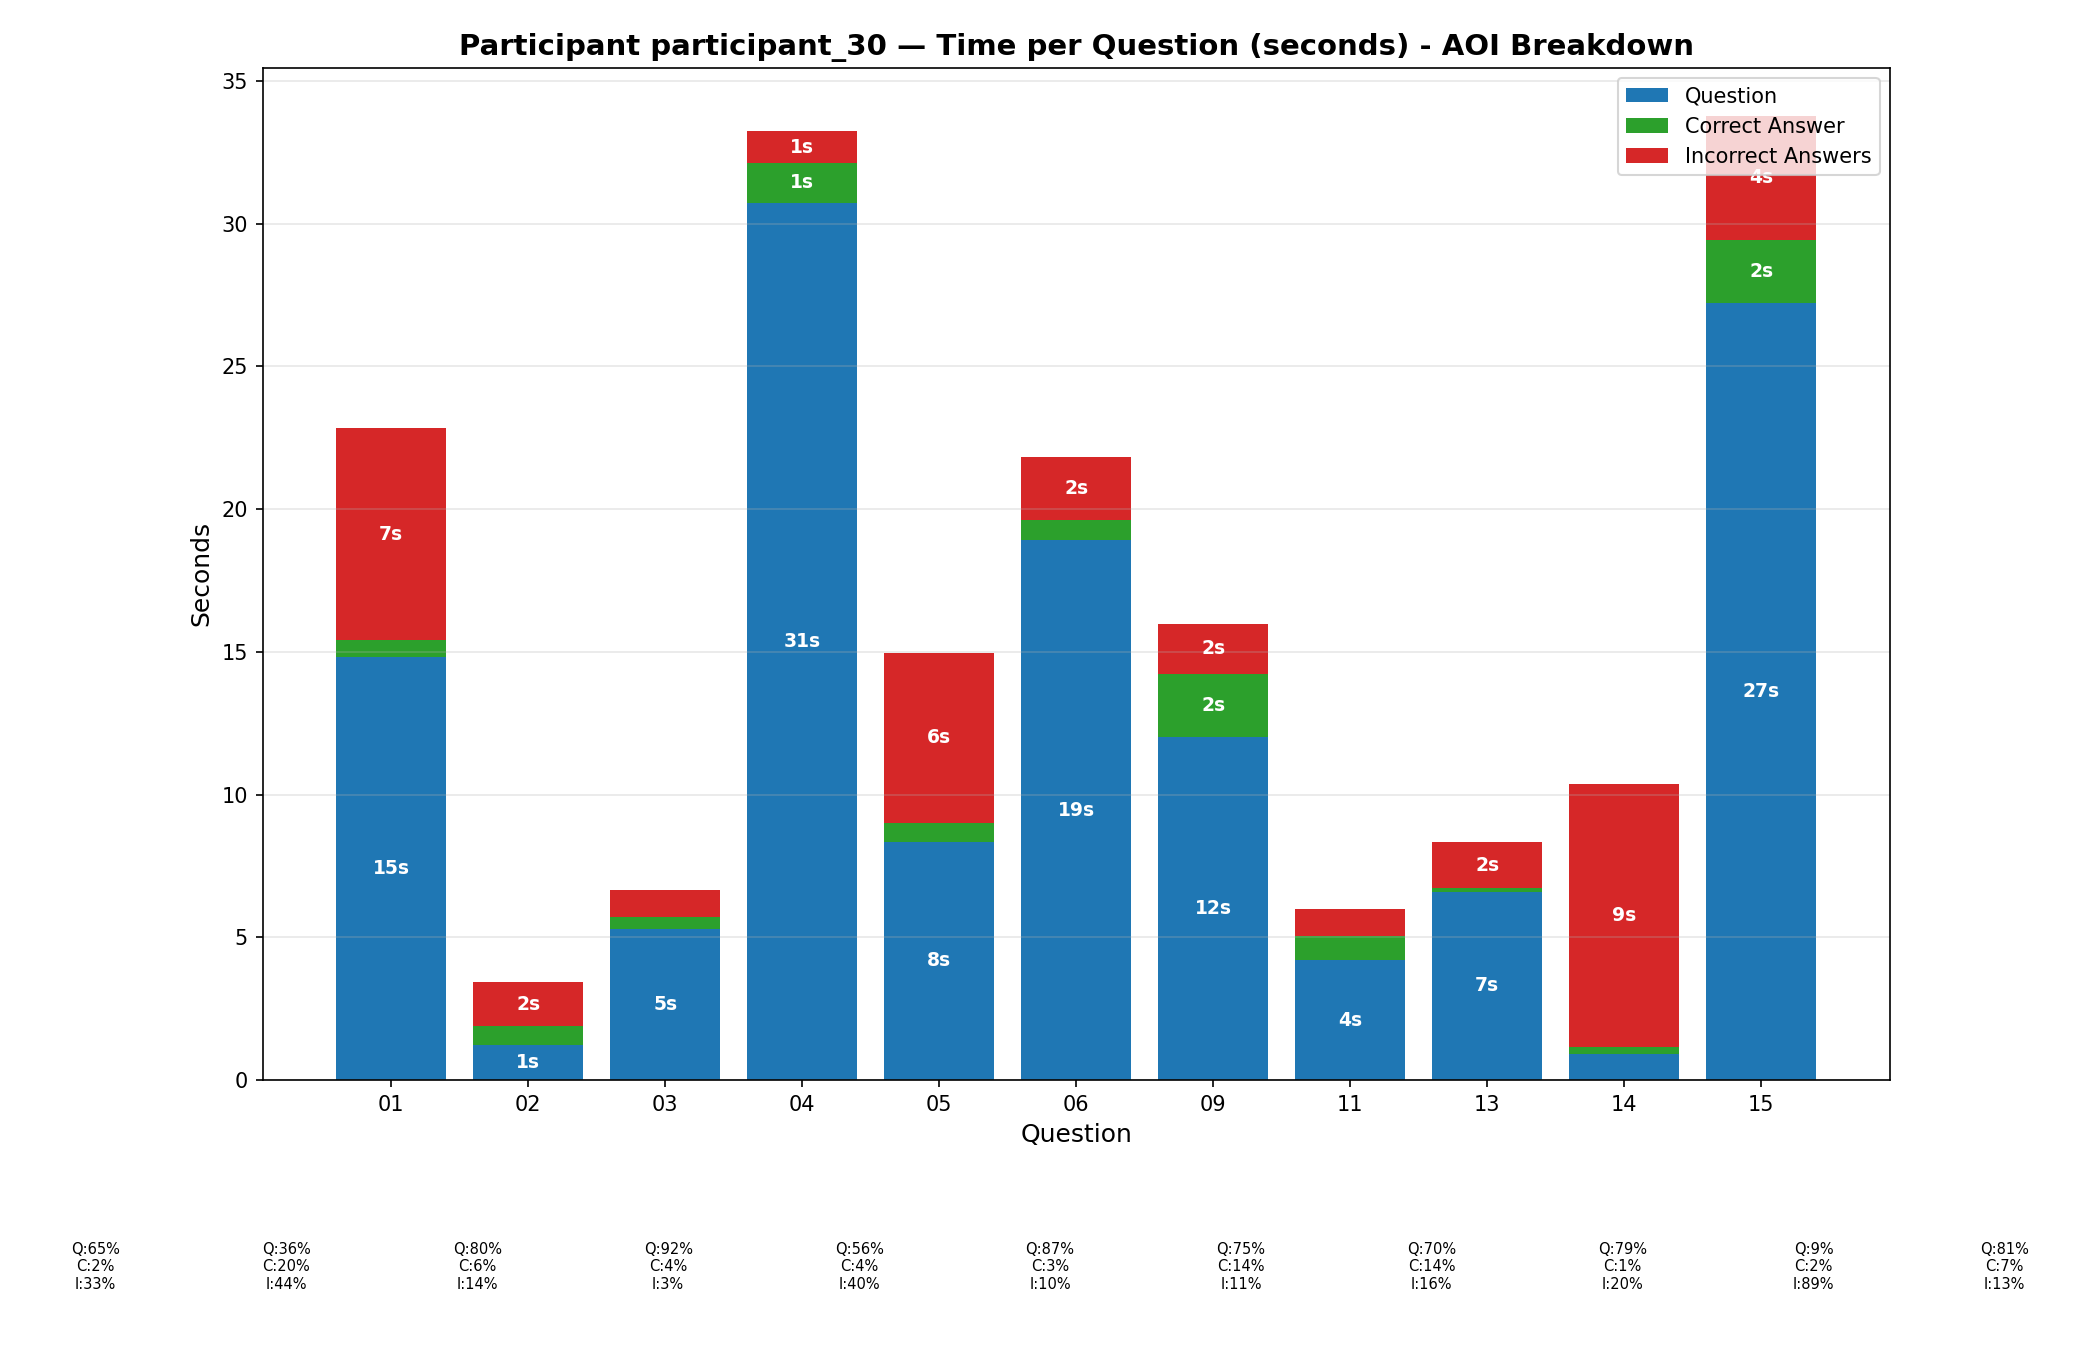 Participant participant_30 — Time per Question (seconds) - AOI Breakdown
Question
Correct Answer
Incorrect Answers
Seconds
35
30
25
20
15
10
5
0
7s
15s
2s
1s
5s
1s
1s
31s
6s
8s
2s
19s
2s
2s
12s
4s
2s
7s
9s
4s
2s
27s
01 02 03 04 05 06 09 11 13 14 15
Question
Q:65% Q:36% Q:80% Q:92% Q:56% Q:87% Q:75% Q:70% Q:79% Q:9% Q:81%
C:2% C:20% C:6% C:4% C:4% C:3% C:14% C:14% C:1% C:2% C:7%
I:33% I:44% I:14% I:3% I:40% I:10% I:11% I:16% I:20% I:89% I:13%